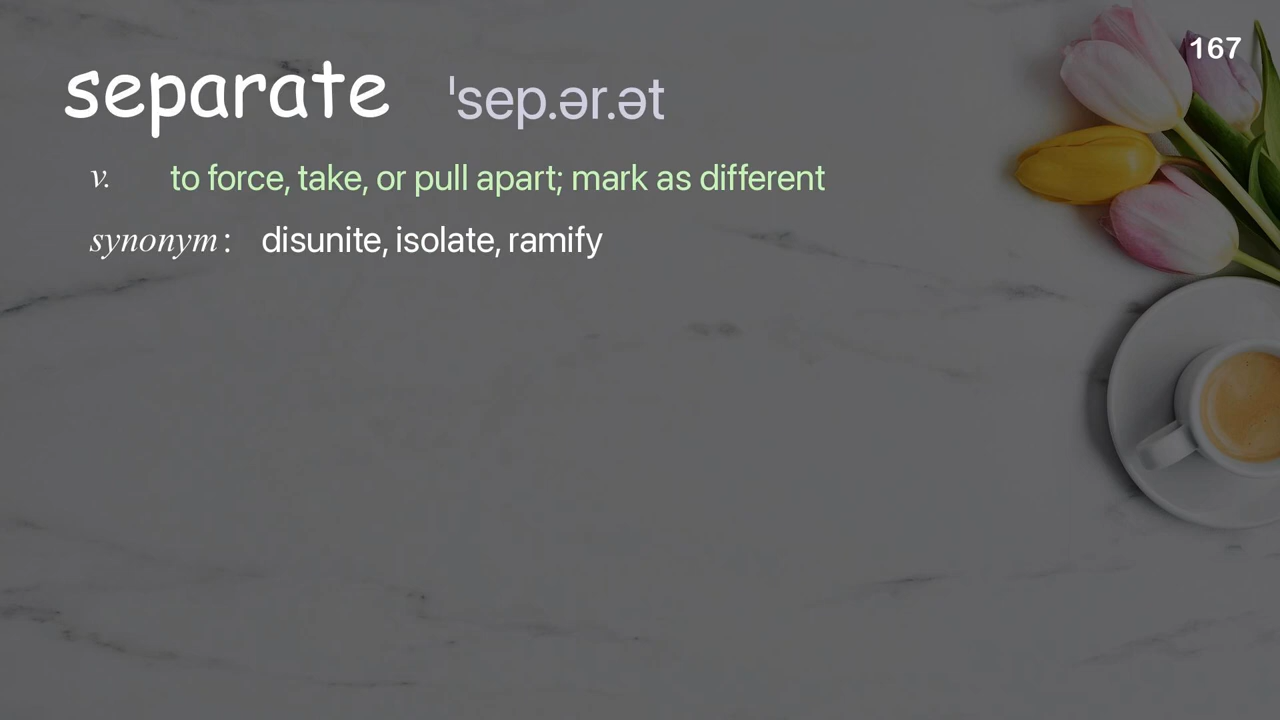 167
separate ˈsep.ər.ət
v. to force, take, or pull apart; mark as different
synonym: disunite, isolate, ramify